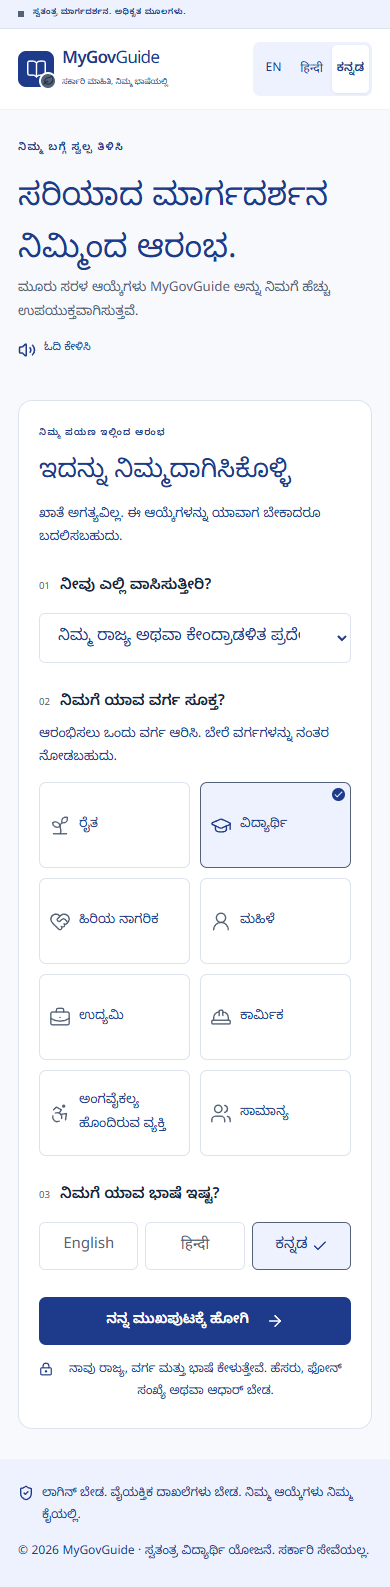 ಸ್ವತಂತ್ರ ಮಾರ್ಗದರ್ಶನ. ಅಧಿಕೃತ ಮೂಲಗಳು.
MyGovGuide
ಸರ್ಕಾರಿ ಮಾಹಿತಿ, ನಿಮ್ಮ ಭಾಷೆಯಲ್ಲಿ
EN हिन्दी ಕನ್ನಡ
ನಿಮ್ಮ ಬಗ್ಗೆ ಸ್ವಲ್ಪ ತಿಳಿಸಿ
ಸರಿಯಾದ ಮಾರ್ಗದರ್ಶನ
ನಿಮ್ಮಿಂದ ಆರಂಭ.
ಮೂರು ಸರಳ ಆಯ್ಕೆಗಳು MyGovGuide ಅನ್ನು ನಿಮಗೆ ಹೆಚ್ಚು
ಉಪಯುಕ್ತವಾಗಿಸುತ್ತವೆ.
ಓದಿ ಕೇಳಿಸಿ
ನಿಮ್ಮ ಪಯಣ ಇಲ್ಲಿಂದ ಆರಂಭ
ಇದನ್ನು ನಿಮ್ಮದಾಗಿಸಿಕೊಳ್ಳಿ
ಖಾತೆ ಅಗತ್ಯವಿಲ್ಲ. ಈ ಆಯ್ಕೆಗಳನ್ನು ಯಾವಾಗ ಬೇಕಾದರೂ
ಬದಲಿಸಬಹುದು.
01 ನೀವು ಎಲ್ಲಿ ವಾಸಿಸುತ್ತೀರಿ?
ನಿಮ್ಮ ರಾಜ್ಯ ಅಥವಾ ಕೇಂದ್ರಾಡಳಿತ
02 ನಿಮಗೆ ಯಾವ ವರ್ಗ ಸೂಕ್ತ?
ಆರಂಭಿಸಲು ಒಂದು ವರ್ಗ ಆರಿಸಿ. ಬೇರೆ ವರ್ಗಗಳನ್ನು ನಂತರ
ನೋಡಬಹುದು.
ರೈತ
ವಿದ್ಯಾರ್ಥಿ
ಹಿರಿಯ ನಾಗರಿಕ
ಮಹಿಳೆ
ಉದ್ಯಮಿ
ಕಾರ್ಮಿಕ
ಅಂಗವೈಕಲ್ಯ
ಹೊಂದಿರುವ ವ್ಯಕ್ತಿ
ಸಾಮಾನ್ಯ
03 ನಿಮಗೆ ಯಾವ ಭಾಷೆ ಇಷ್ಟ?
English हिन्दी ಕನ್ನಡ
ನನ್ನ ಮುಖಪುಟಕ್ಕೆ ಹೋಗಿ
ನಾವು ರಾಜ್ಯ, ವರ್ಗ ಮತ್ತು ಭಾಷೆ ಕೇಳುತ್ತೇವೆ. ಹೆಸರು, ಫೋನ್
ಸಂಖ್ಯೆ ಅಥವಾ ಆಧಾರ್ ಬೇಡ.
ಲಾಗಿನ್ ಬೇಡ. ವೈಯಕ್ತಿಕ ದಾಖಲೆಗಳು ಬೇಡ. ನಿಮ್ಮ ಆಯ್ಕೆಗಳು ನಿಮ್ಮ
ಕೈಯಲ್ಲಿ.
© 2026 MyGovGuide · ಸ್ವತಂತ್ರ ವಿದ್ಯಾರ್ಥಿ ಯೋಜನೆ. ಸರ್ಕಾರಿ ಸೇವೆಯಲ್ಲ.